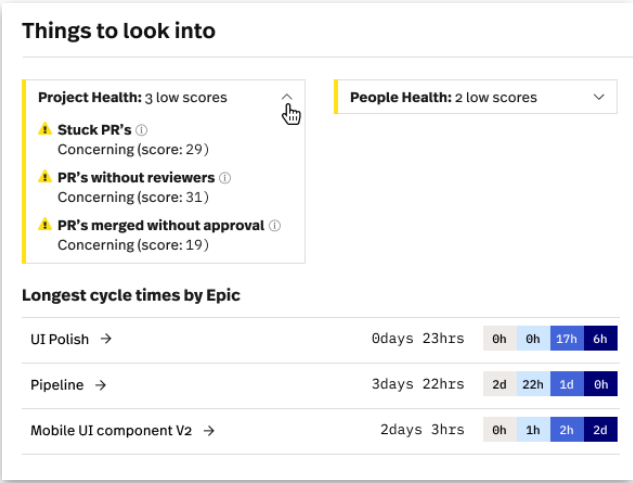 Things to look into
Project Health: 3 low scores
People Health: 2 low scores
Stuck PR's
Concerning (score: 29)
PR's without reviewers
Concerning (score: 31)
PR's merged without approval
Concerning (score: 19)
Longest cycle times by Epic
UI Polish → 0days 23hrs 0h 0h 17h 6h
Pipeline → 3days 22hrs 2d 22h 1d 0h
Mobile UI component V2 → 2days 3hrs 0h 1h 2h 2d